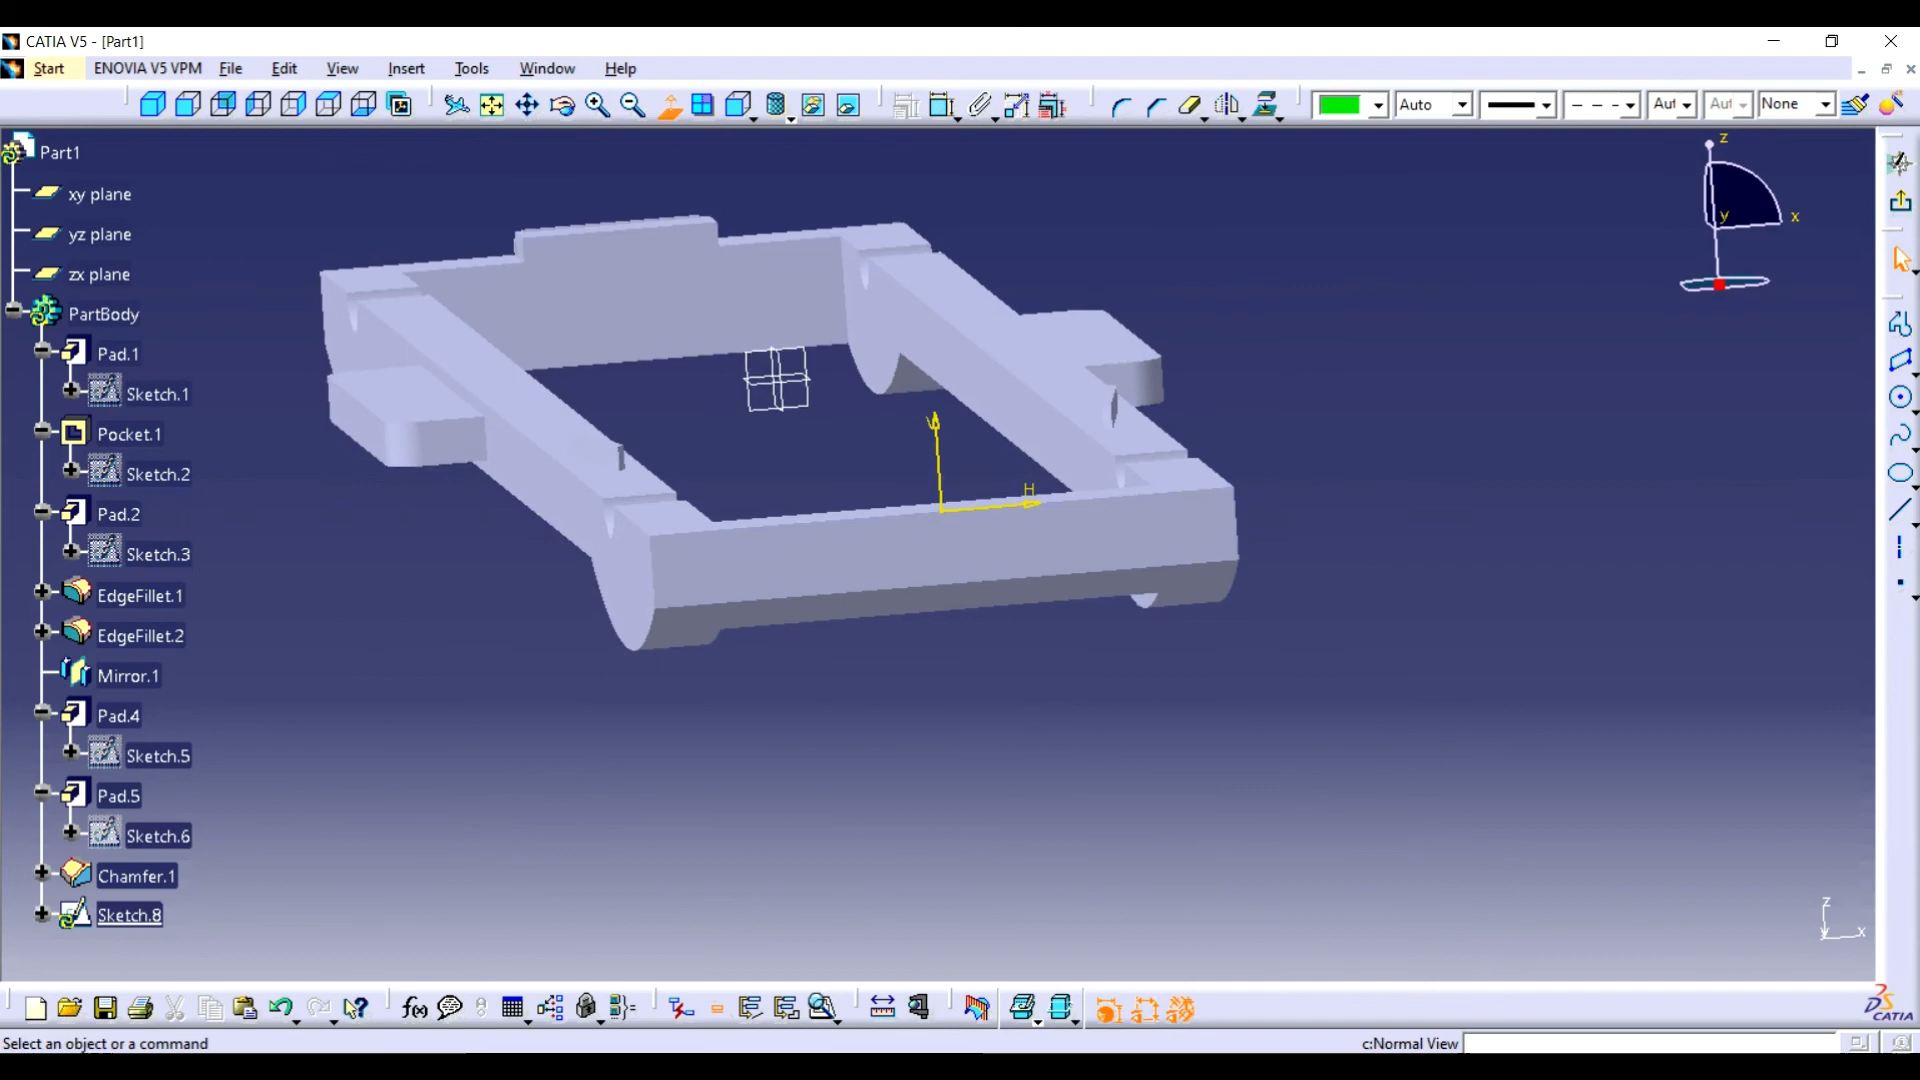 CATIA V5 - [Part1]
Start ENOVIA V5 VPM File Edit View Insert Tools Window Help
Auto Aut Aut None
Part1
xy plane
yz plane
zx plane
PartBody
Pad.1
Sketch.1
Pocket.1
Sketch.2
Pad.2
Sketch.3
EdgeFillet.1
EdgeFillet.2
Mirror.1
Pad.4
Sketch.5
Pad.5
Sketch.6
Chamfer.1
Sketch.8
V
H
z
y
x
z
y
x
f(x)
CATIA
Select an object or a command
c:Normal View